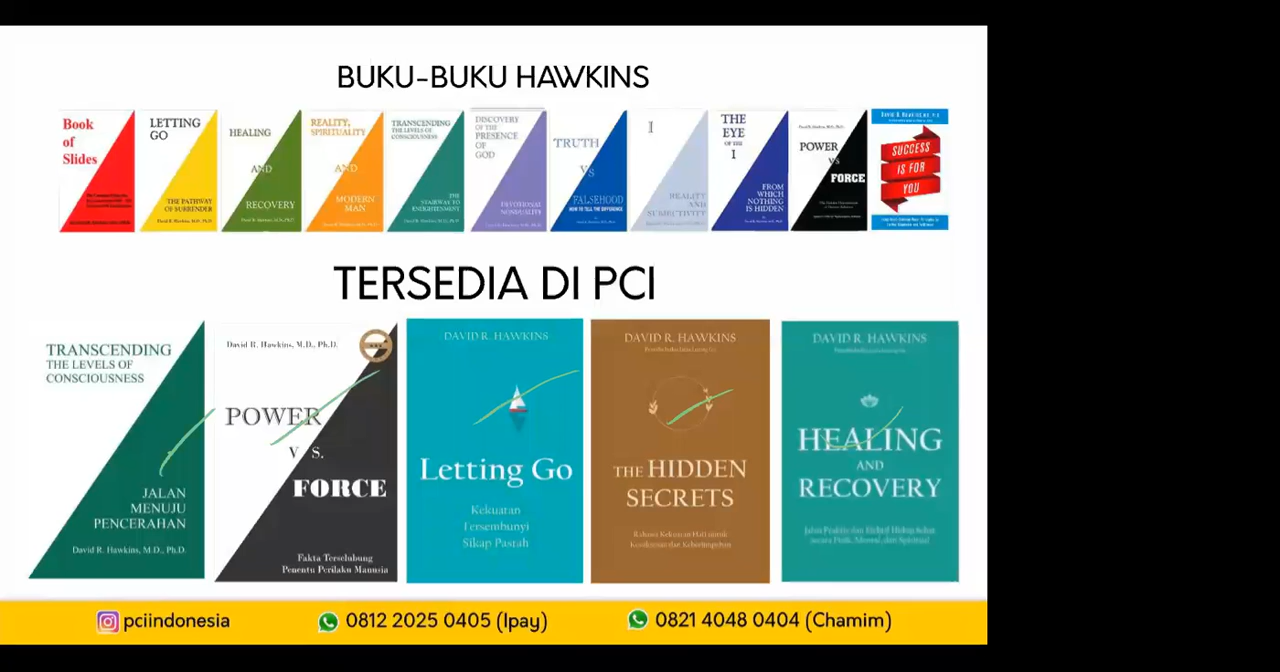 BUKU-BUKU HAWKINS
Book
of
Slides
LETTING
GO
THE PATHWAY
OF SURRENDER
HEALING
AND
RECOVERY
REALITY,
SPIRITUALITY
AND
MODERN
MAN
TRANSCENDING
THE LEVELS OF
CONSCIOUSNESS
THE
STAIRWAY TO
ENLIGHTENMENT
DISCOVERY
OF THE
PRESENCE
OF
GOD
DEVOTIONAL
NONDUALITY
TRUTH
VS
FALSEHOOD
HOW TO TELL THE DIFFERENCE
I
REALITY
AND
SUBJECTIVITY
THE
EYE
OF THE
I
FROM
WHICH
NOTHING
IS HIDDEN
POWER
VS
FORCE
DAVID R. HAWKINS
SUCCESS
IS FOR
YOU
TERSEDIA DI PCI
TRANSCENDING
THE LEVELS OF
CONSCIOUSNESS
JALAN
MENUJU
PENCERAHAN
David R. Hawkins, M.D., Ph.D.
David R. Hawkins, M.D., Ph.D.
POWER
VS.
FORCE
Fakta Terselubung
Penentu Perilaku Manusia
DAVID R. HAWKINS
Letting Go
Kekuatan
Tersembunyi
Sikap Pasrah
DAVID R. HAWKINS
THE HIDDEN
SECRETS
DAVID R. HAWKINS
HEALING
AND
RECOVERY
pciindonesia
0812 2025 0405 (Ipay)
0821 4048 0404 (Chamim)